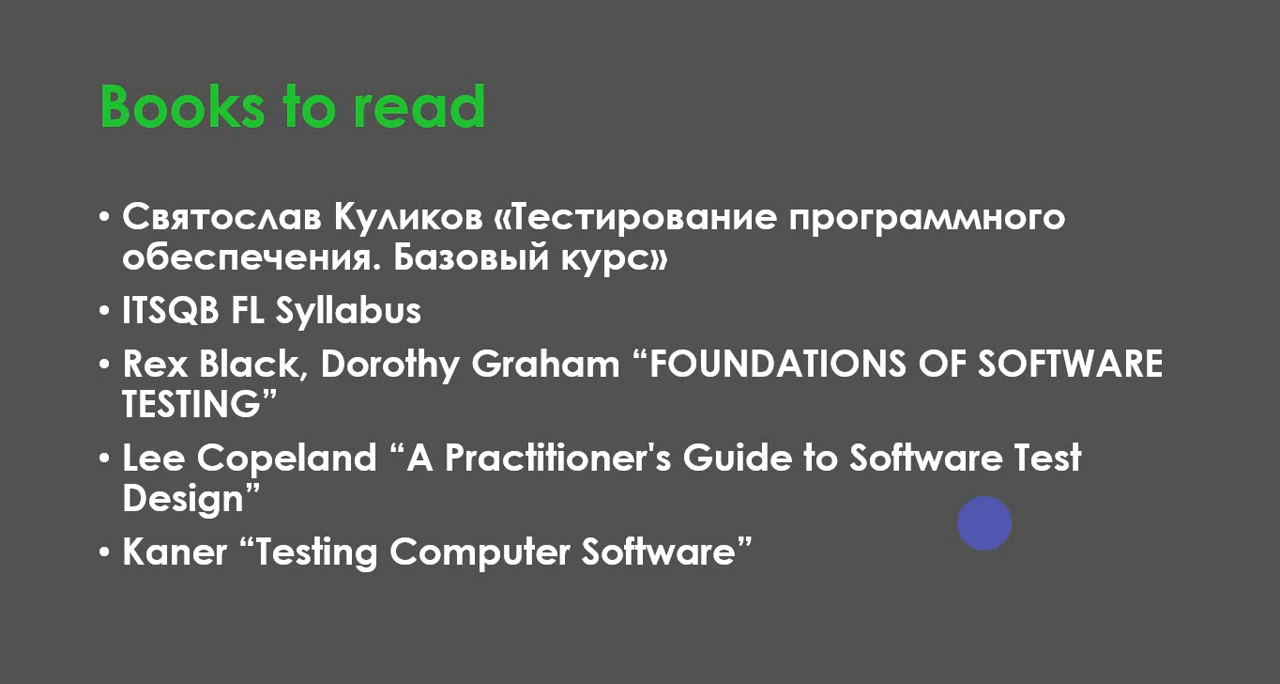 Books to read
• Святослав Куликов «Тестирование программного
обеспечения. Базовый курс»
• ITSQB FL Syllabus
• Rex Black, Dorothy Graham “FOUNDATIONS OF SOFTWARE
TESTING”
• Lee Copeland “A Practitioner's Guide to Software Test
Design”
• Kaner “Testing Computer Software”